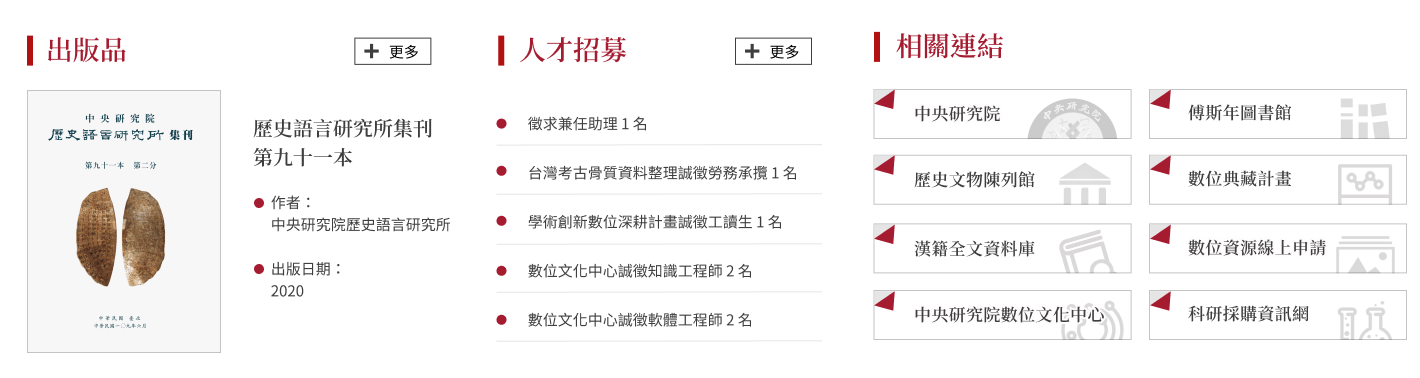 出版品
更多
中央研究院
歷史語言研究所集刊
第九十一本 第二分
中華民國 臺北
中華民國一〇九年六月
歷史語言研究所集刊
第九十一本
作者：
中央研究院歷史語言研究所
出版日期：
2020
人才招募
更多
徵求兼任助理 1 名
台灣考古骨質資料整理誠徵勞務承攬 1 名
學術創新數位深耕計畫誠徵工讀生 1 名
數位文化中心誠徵知識工程師 2 名
數位文化中心誠徵軟體工程師 2 名
相關連結
中央研究院
中央研究院
傅斯年圖書館
歷史文物陳列館
數位典藏計畫
漢籍全文資料庫
數位資源線上申請
中央研究院數位文化中心
科研採購資訊網